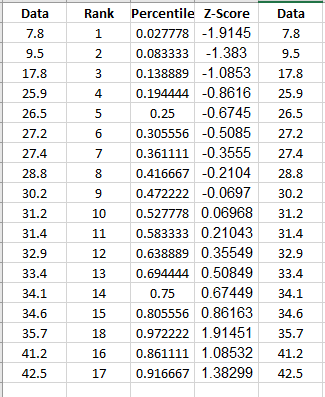 Data Rank Percentile Z-Score Data
7.8 1 0.027778 -1.9145 7.8
9.5 2 0.083333 -1.383 9.5
17.8 3 0.138889 -1.0853 17.8
25.9 4 0.194444 -0.8616 25.9
26.5 5 0.25 -0.6745 26.5
27.2 6 0.305556 -0.5085 27.2
27.4 7 0.361111 -0.3555 27.4
28.8 8 0.416667 -0.2104 28.8
30.2 9 0.472222 -0.0697 30.2
31.2 10 0.527778 0.06968 31.2
31.4 11 0.583333 0.21043 31.4
32.9 12 0.638889 0.35549 32.9
33.4 13 0.694444 0.50849 33.4
34.1 14 0.75 0.67449 34.1
34.6 15 0.805556 0.86163 34.6
35.7 18 0.972222 1.91451 35.7
41.2 16 0.861111 1.08532 41.2
42.5 17 0.916667 1.38299 42.5